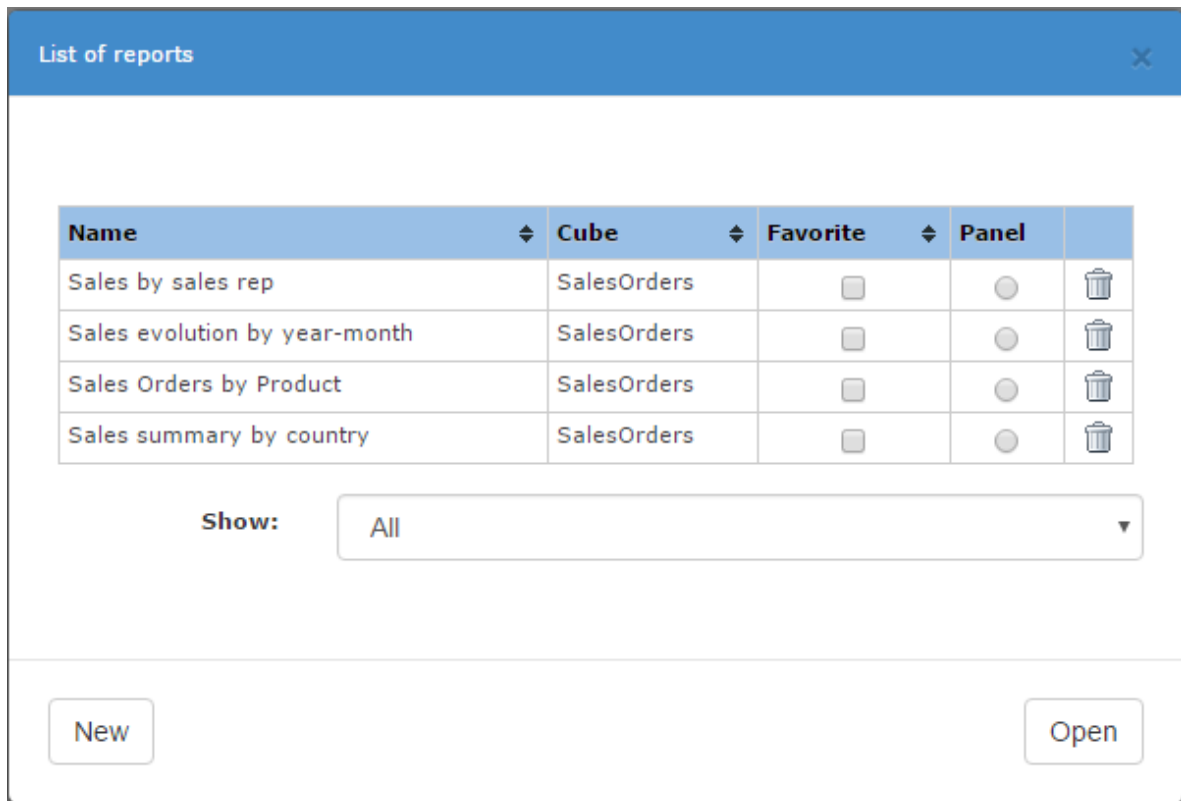 List of reports
Name Cube Favorite Panel
Sales by sales rep SalesOrders
Sales evolution by year-month SalesOrders
Sales Orders by Product SalesOrders
Sales summary by country SalesOrders
Show: All
New Open